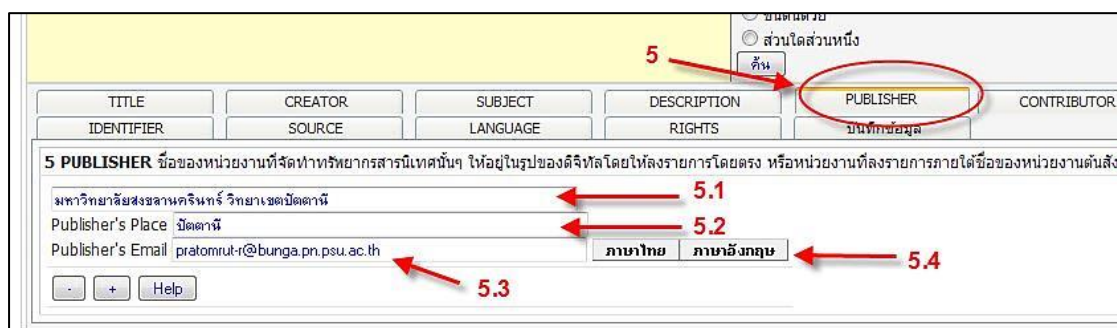 ขึ้นต้นด้วย
ส่วนใดส่วนหนึ่ง
5
ค้น
TITLE CREATOR SUBJECT DESCRIPTION PUBLISHER CONTRIBUTOR
IDENTIFIER SOURCE LANGUAGE RIGHTS บันทึกข้อมูล
5 PUBLISHER ชื่อของหน่วยงานที่จัดทำทรัพยากรสารนิเทศนั้นๆ ให้อยู่ในรูปของดิจิทัลโดยให้ลงรายการโดยตรง หรือหน่วยงานที่ลงรายการภายใต้ชื่อของหน่วยงานต้นสัง
มหาวิทยาลัยสงขลานครินทร์ วิทยาเขตปัตตานี 5.1
Publisher's Place ปัตตานี 5.2
Publisher's Email pratomrut-r@bunga.pn.psu.ac.th ภาษาไทย ภาษาอังกฤษ 5.4
- + Help 5.3